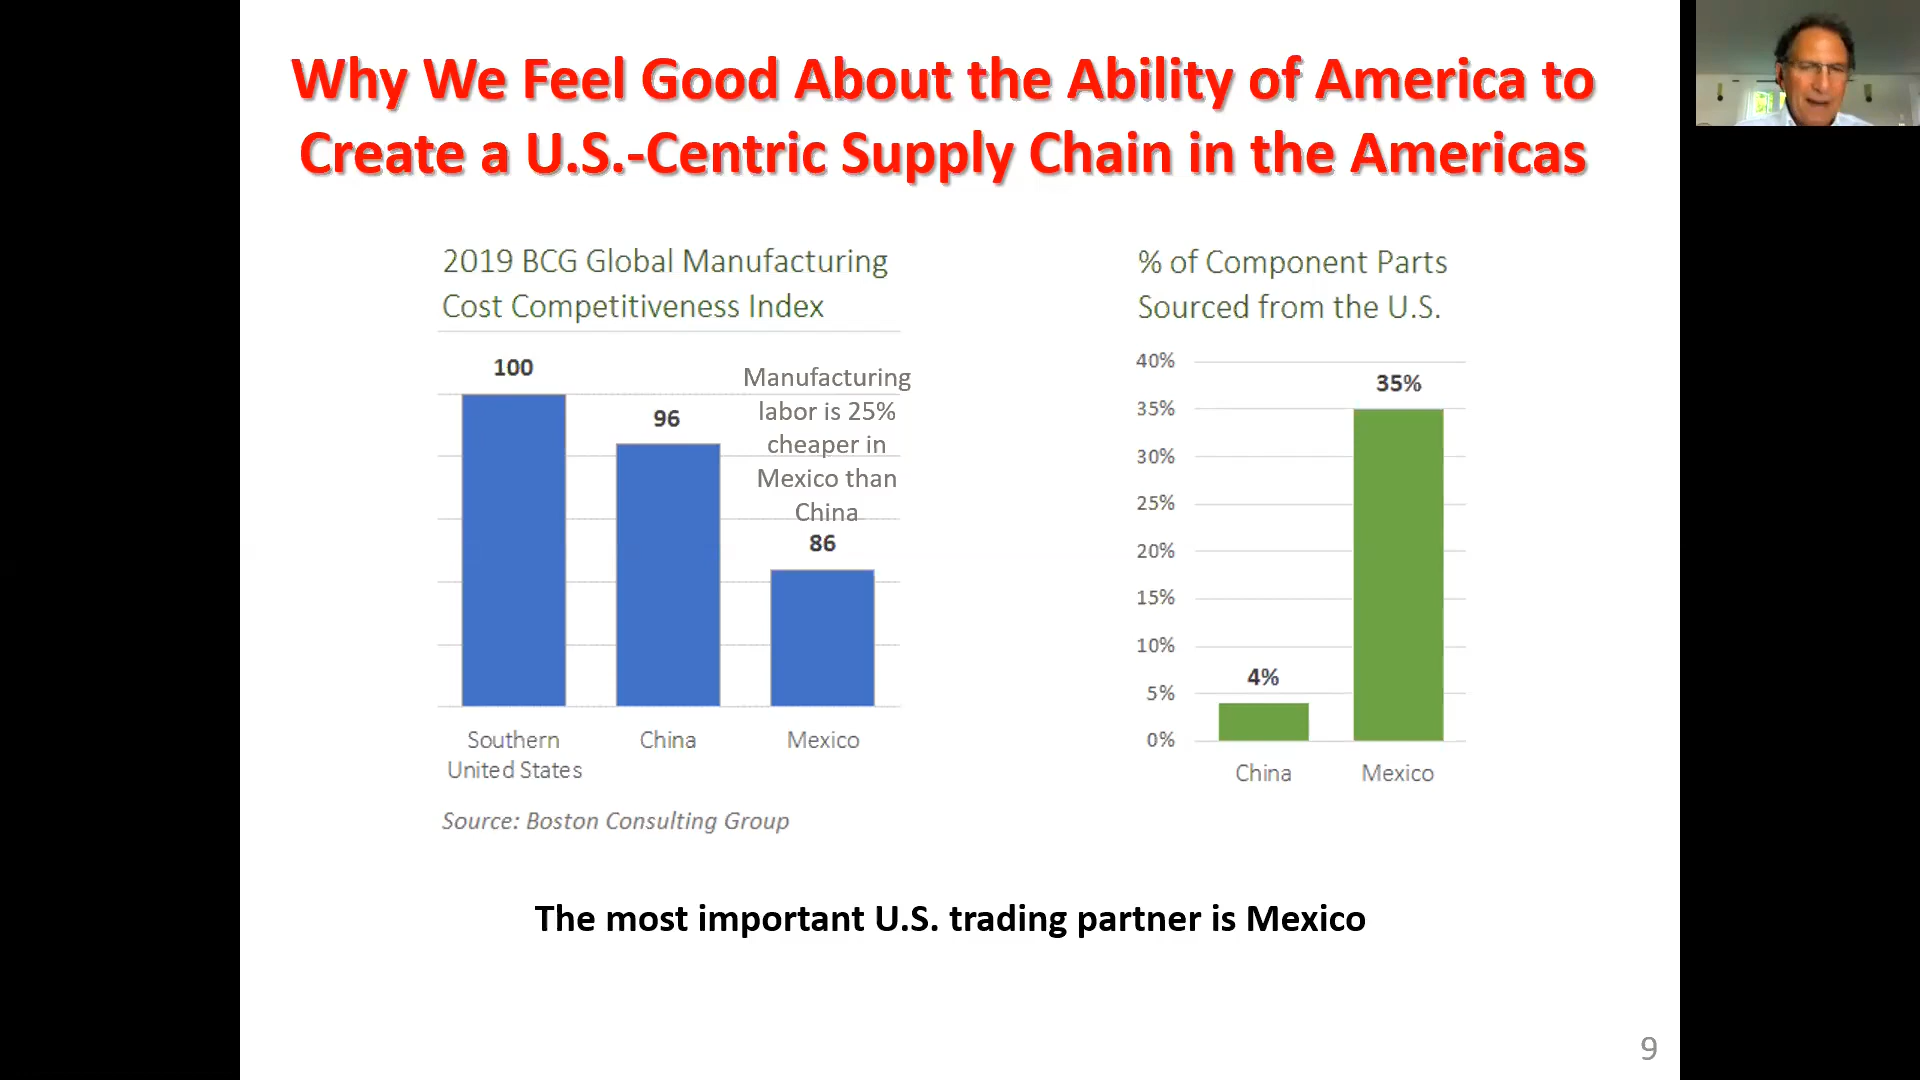 Why We Feel Good About the Ability of America to
Create a U.S.-Centric Supply Chain in the Americas
2019 BCG Global Manufacturing
Cost Competitiveness Index
100
96
Manufacturing
labor is 25%
cheaper in
Mexico than
China
86
Southern
United States
China
Mexico
Source: Boston Consulting Group
% of Component Parts
Sourced from the U.S.
40%
35%
30%
25%
20%
15%
10%
5%
0%
4%
35%
China
Mexico
The most important U.S. trading partner is Mexico
9